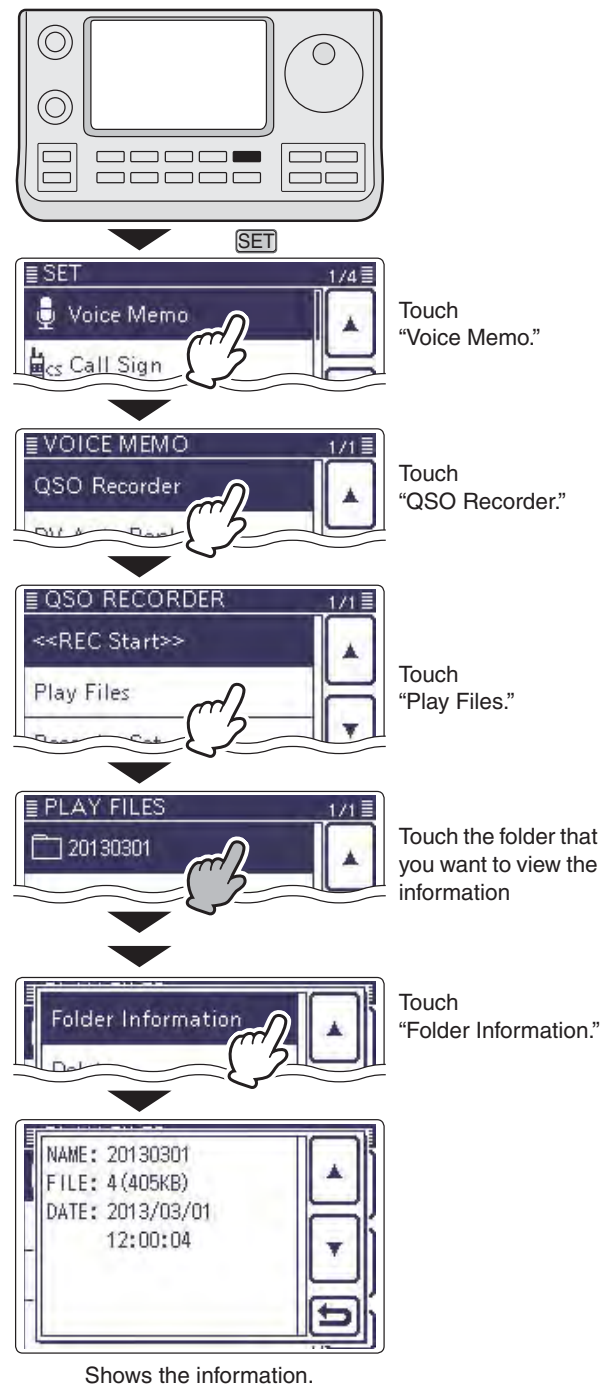 SET
SET
1/4
Voice Memo
Touch
“Voice Memo.”
CS Call Sign
VOICE MEMO
1/1
QSO Recorder
Touch
“QSO Recorder.”
QSO RECORDER
1/1
<<REC Start>>
Play Files
Touch
“Play Files.”
PLAY FILES
1/1
20130301
Touch the folder that
you want to view the
information
Folder Information
Touch
“Folder Information.”
NAME: 20130301
FILE: 4(405KB)
DATE: 2013/03/01
12:00:04
Shows the information.